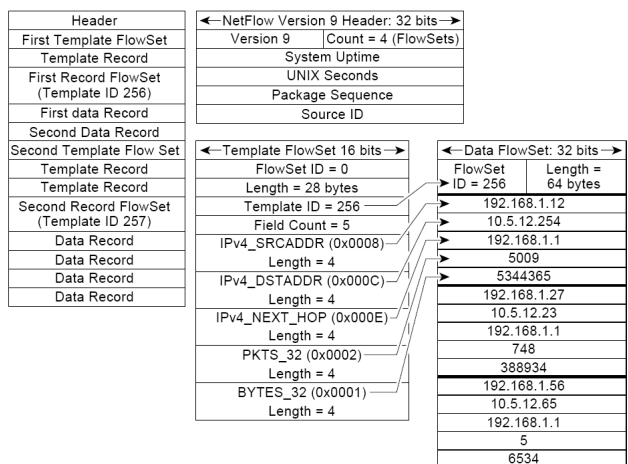 Header
First Template FlowSet
Template Record
First Record FlowSet
(Template ID 256)
First data Record
Second Data Record
Second Template Flow Set
Template Record
Template Record
Second Record FlowSet
(Template ID 257)
Data Record
Data Record
Data Record
Data Record
NetFlow Version 9 Header: 32 bits
Version 9
Count = 4 (FlowSets)
System Uptime
UNIX Seconds
Package Sequence
Source ID
Template FlowSet 16 bits
FlowSet ID = 0
Length = 28 bytes
Template ID = 256
Field Count = 5
IPv4_SRCADDR (0x0008)
Length = 4
IPv4_DSTADDR (0x000C)
Length = 4
IPv4_NEXT_HOP (0x000E)
Length = 4
PKTS_32 (0x0002)
Length = 4
BYTES_32 (0x0001)
Length = 4
Data FlowSet: 32 bits
FlowSet
ID = 256
Length =
64 bytes
192.168.1.12
10.5.12.254
192.168.1.1
5009
5344365
192.168.1.27
10.5.12.23
192.168.1.1
748
388934
192.168.1.56
10.5.12.65
192.168.1.1
5
6534